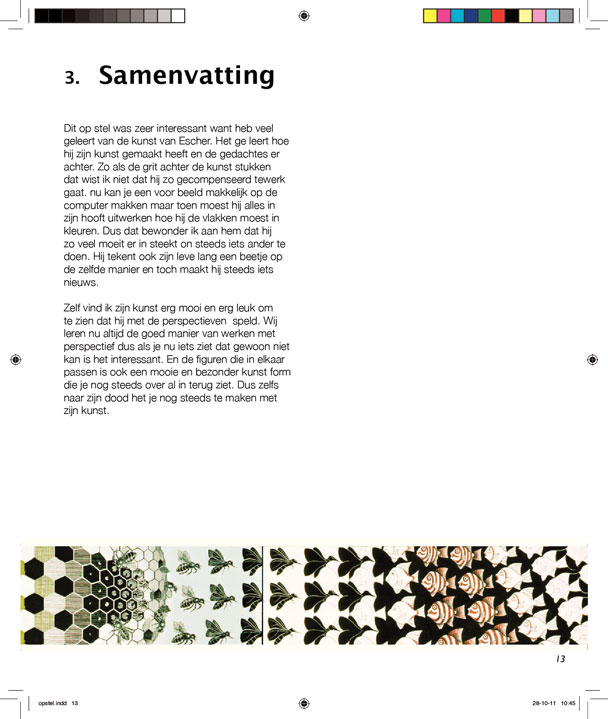 3. Samenvatting
Dit op stel was zeer interessant want heb veel
geleert van de kunst van Escher. Het ge leert hoe
hij zijn kunst gemaakt heeft en de gedachtes er
achter. Zo als de grit achter de kunst stukken
dat wist ik niet dat hij zo gecompenseerd tewerk
gaat. nu kan je een voor beeld makkelijk op de
computer makken maar toen moest hij alles in
zijn hooft uitwerken hoe hij de vlakken moest in
kleuren. Dus dat bewonder ik aan hem dat hij
zo veel moeit er in steekt on steeds iets ander te
doen. Hij tekent ook zijn leve lang een beetje op
de zelfde manier en toch maakt hij steeds iets
nieuws.
Zelf vind ik zijn kunst erg mooi en erg leuk om
te zien dat hij met de perspectieven  speld. Wij
leren nu altijd de goed manier van werken met
perspectief dus als je nu iets ziet dat gewoon niet
kan is het interessant. En de figuren die in elkaar
passen is ook een mooie en bezonder kunst form
die je nog steeds over al in terug ziet. Dus zelfs
naar zijn dood het je nog steeds te maken met
zijn kunst.
13
opstel.indd 13
28-10-11 10:45